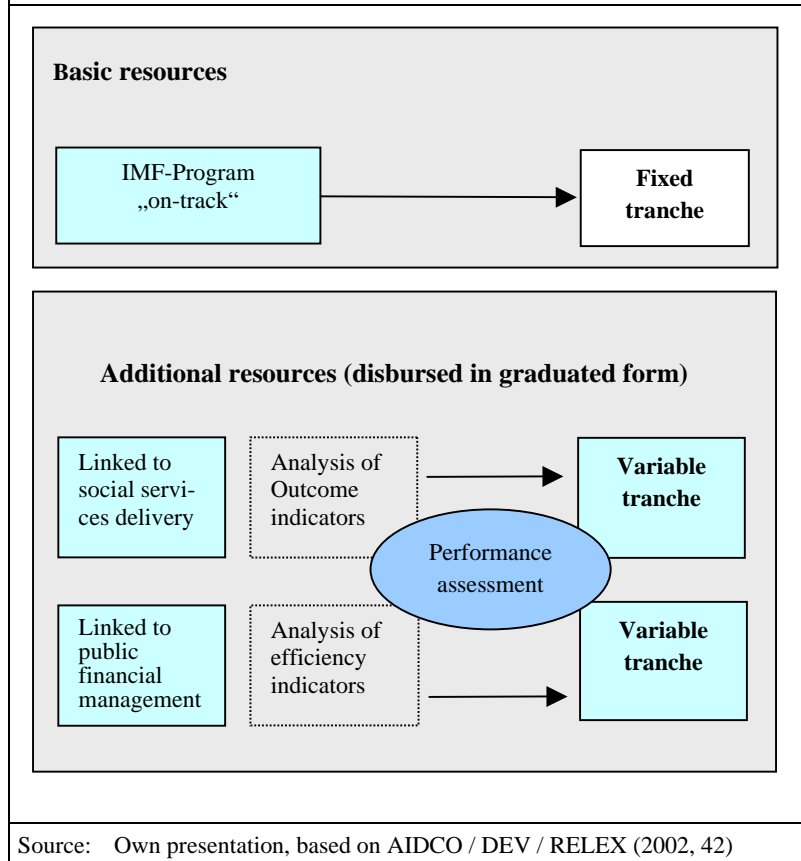 Basic resources
IMF-Program
„on-track“
Fixed
tranche
Additional resources (disbursed in graduated form)
Linked to
social servi-
ces delivery
Analysis of
Outcome
indicators
Variable
tranche
Performance
assessment
Linked to
public
financial
management
Analysis of
efficiency
indicators
Variable
tranche
Source: Own presentation, based on AIDCO / DEV / RELEX (2002, 42)